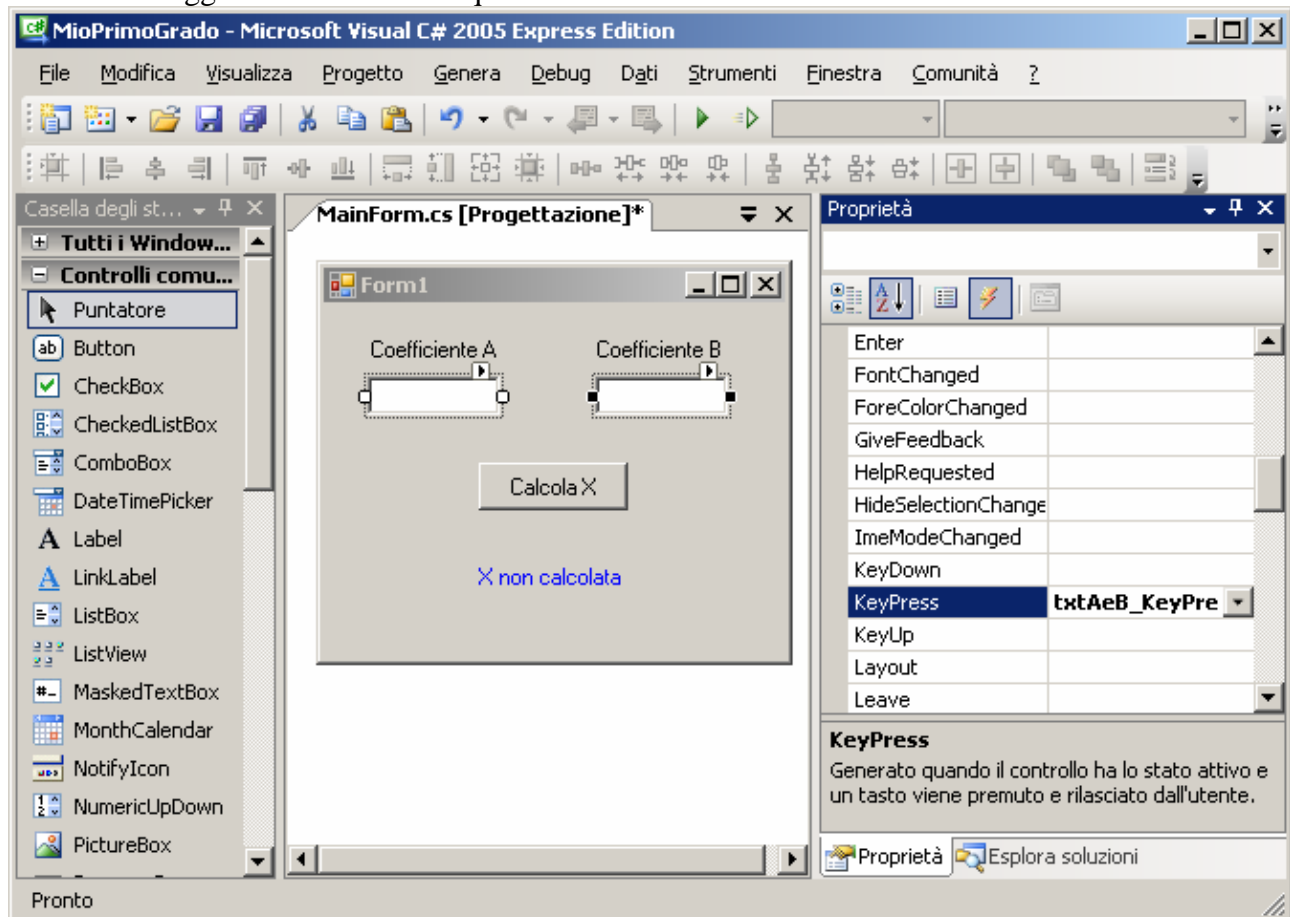 MioPrimoGrado - Microsoft Visual C# 2005 Express Edition
File Modifica Visualizza Progetto Genera Debug Dati Strumenti Finestra Comunità ?
Casella degli st...
Tutti i Window...
Controlli comu...
Puntatore
Button
CheckBox
CheckedListBox
ComboBox
DateTimePicker
Label
LinkLabel
ListBox
ListView
MaskedTextBox
MonthCalendar
NotifyIcon
NumericUpDown
PictureBox
MainForm.cs [Progettazione]*
Form1
Coefficiente A Coefficiente B
Calcola X
X non calcolata
Proprietà
Enter
FontChanged
ForeColorChanged
GiveFeedback
HelpRequested
HideSelectionChange
ImeModeChanged
KeyDown
KeyPress txtAeB_KeyPre
KeyUp
Layout
Leave
KeyPress
Generato quando il controllo ha lo stato attivo e
un tasto viene premuto e rilasciato dall'utente.
Proprietà Esplora soluzioni
Pronto